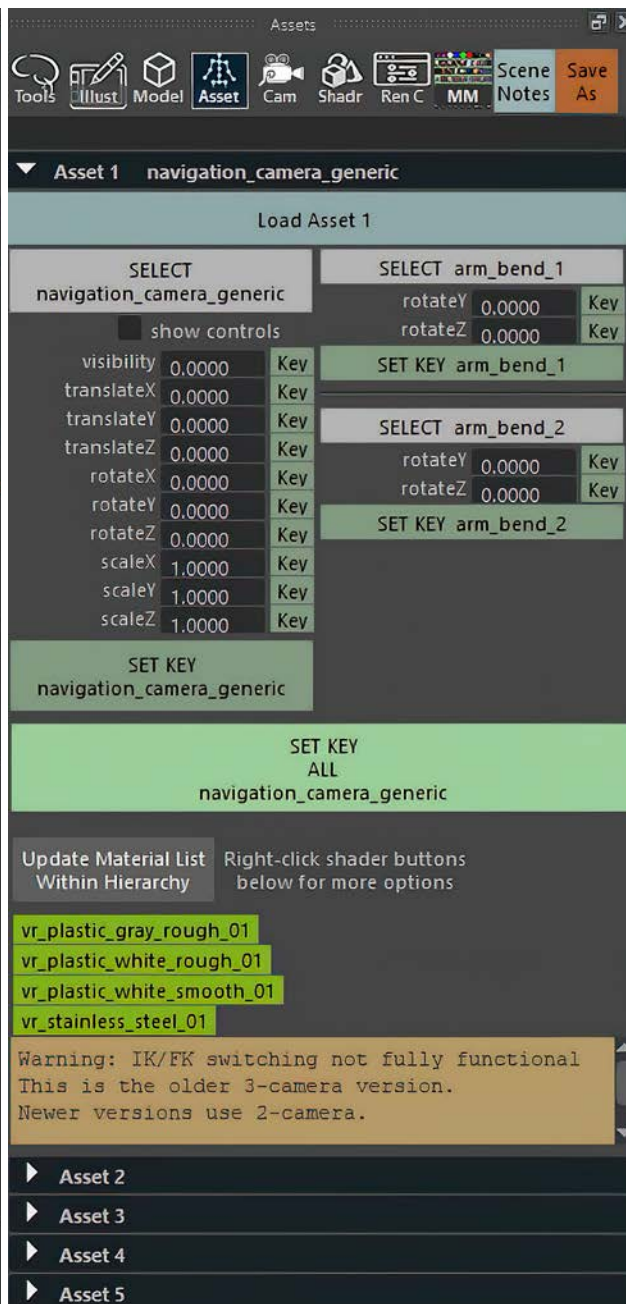 Assets
Tools Illust Model Asset Cam Shadr Ren C MM Scene Notes Save As
Asset 1 navigation_camera_generic
Load Asset 1
SELECT
navigation_camera_generic
show controls
visibility 0.0000 Key
translateX 0.0000 Key
translateY 0.0000 Key
translateZ 0.0000 Key
rotateX 0.0000 Key
rotateY 0.0000 Key
rotateZ 0.0000 Key
scaleX 1.0000 Key
scaleY 1.0000 Key
scaleZ 1.0000 Key
SET KEY
navigation_camera_generic
SELECT arm_bend_1
rotateY 0.0000 Key
rotateZ 0.0000 Key
SET KEY arm_bend_1
SELECT arm_bend_2
rotateY 0.0000 Key
rotateZ 0.0000 Key
SET KEY arm_bend_2
SET KEY
ALL
navigation_camera_generic
Update Material List
Within Hierarchy
Right-click shader buttons
below for more options
vr_plastic_gray_rough_01
vr_plastic_white_rough_01
vr_plastic_white_smooth_01
vr_stainless_steel_01
Warning: IK/FK switching not fully functional
This is the older 3-camera version.
Newer versions use 2-camera.
Asset 2
Asset 3
Asset 4
Asset 5